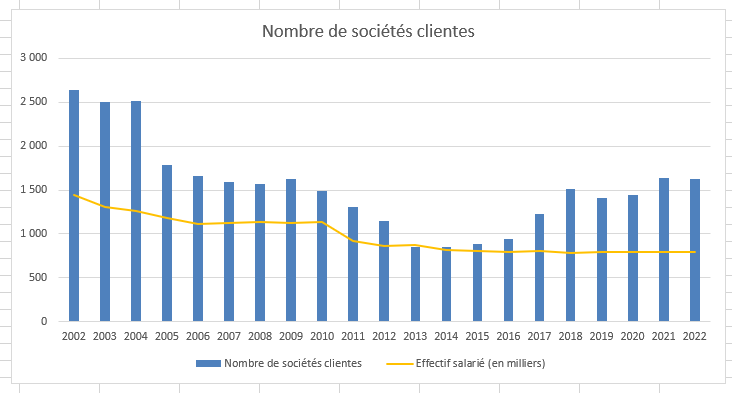 Nombre de sociétés clientes
3 000
2 500
2 000
1 500
1 000
500
0
2002 2003 2004 2005 2006 2007 2008 2009 2010 2011 2012 2013 2014 2015 2016 2017 2018 2019 2020 2021 2022
Nombre de sociétés clientes Effectif salarié (en milliers)